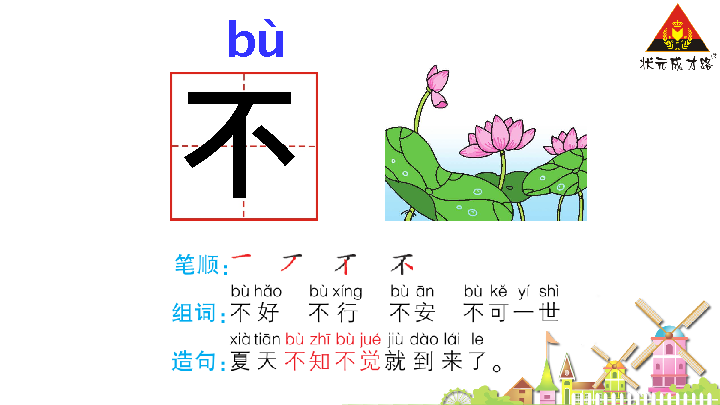 bù
状元成才路
不
笔顺：一 丆 不 不
bù hǎo bù xíng bù ān bù kě yí shì
组词：不好 不行 不安 不可一世
xià tiān bù zhī bù jué jiù dào lái le
造句：夏天不知不觉就到来了。